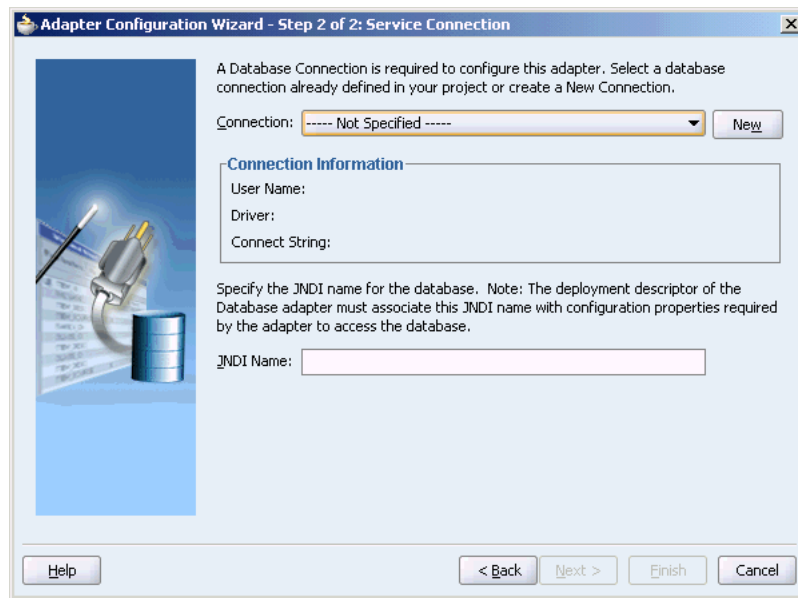 Adapter Configuration Wizard - Step 2 of 2: Service Connection
A Database Connection is required to configure this adapter. Select a database
connection already defined in your project or create a New Connection.
Connection: ----- Not Specified ----- New
Connection Information
User Name:
Driver:
Connect String:
Specify the JNDI name for the database. Note: The deployment descriptor of the
Database adapter must associate this JNDI name with configuration properties required
by the adapter to access the database.
JNDI Name:
Help < Back Next > Finish Cancel